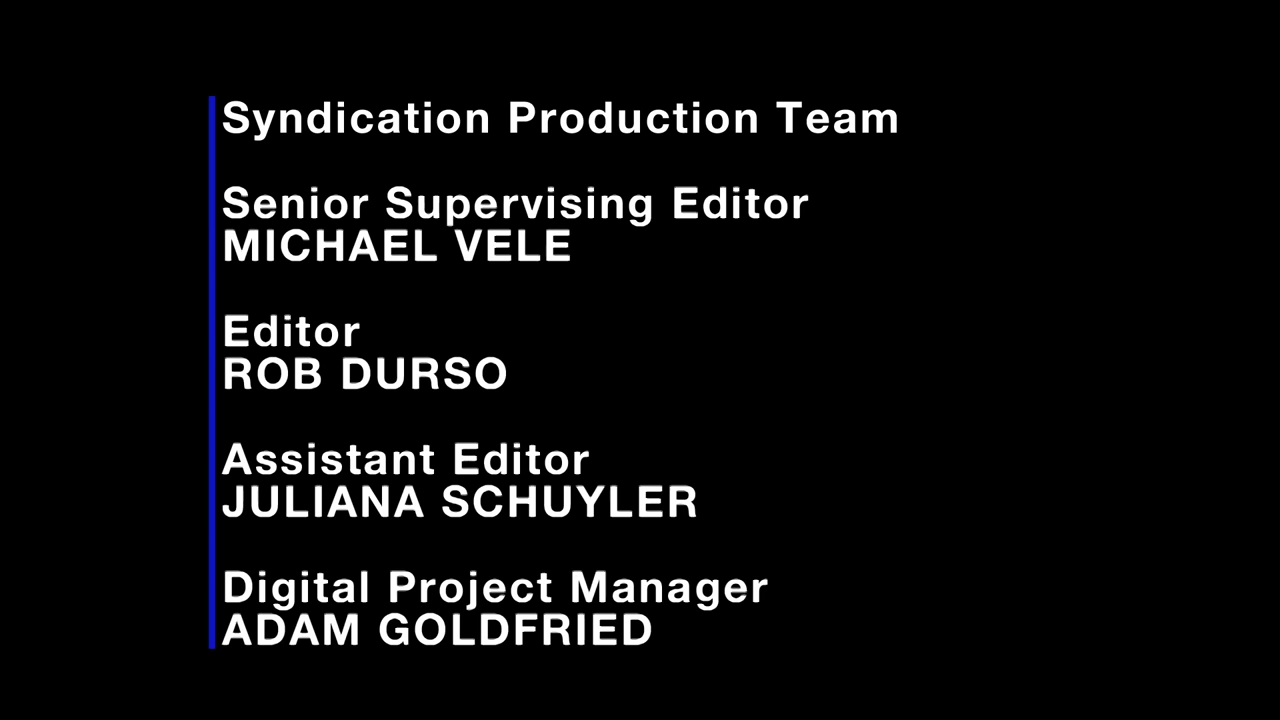 Syndication Production Team
Senior Supervising Editor
MICHAEL VELE
Editor
ROB DURSO
Assistant Editor
JULIANA SCHUYLER
Digital Project Manager
ADAM GOLDFRIED